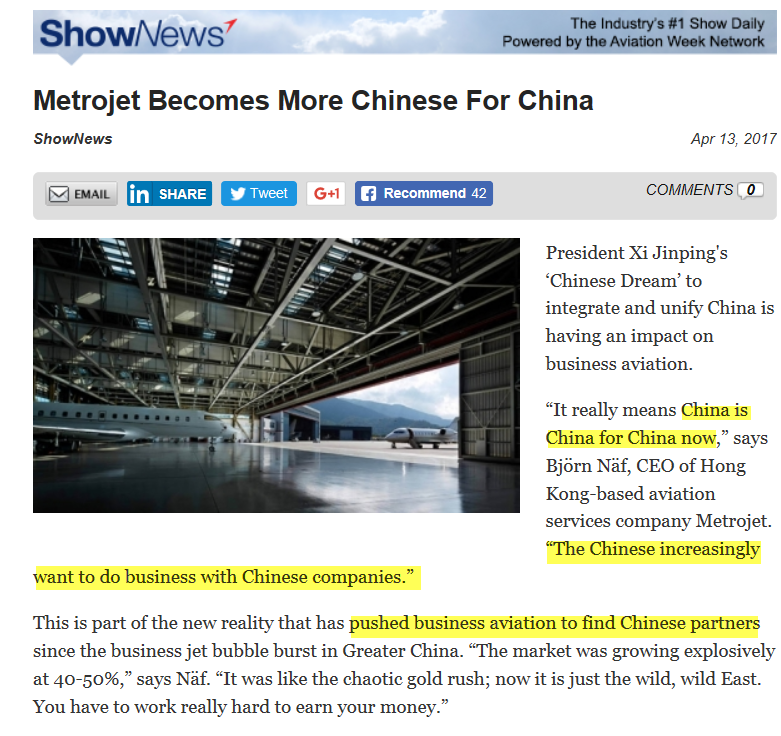 ShowNews
The Industry's #1 Show Daily
Powered by the Aviation Week Network
Metrojet Becomes More Chinese For China
ShowNews
Apr 13, 2017
EMAIL
in SHARE
Tweet
G+1
f Recommend 42
COMMENTS 0
President Xi Jinping's
‘Chinese Dream’ to
integrate and unify China is
having an impact on
business aviation.
“It really means China is
China for China now,” says
Björn Näf, CEO of Hong
Kong-based aviation
services company Metrojet.
“The Chinese increasingly
want to do business with Chinese companies.”
This is part of the new reality that has pushed business aviation to find Chinese partners
since the business jet bubble burst in Greater China. “The market was growing explosively
at 40-50%,” says Näf. “It was like the chaotic gold rush; now it is just the wild, wild East.
You have to work really hard to earn your money.”